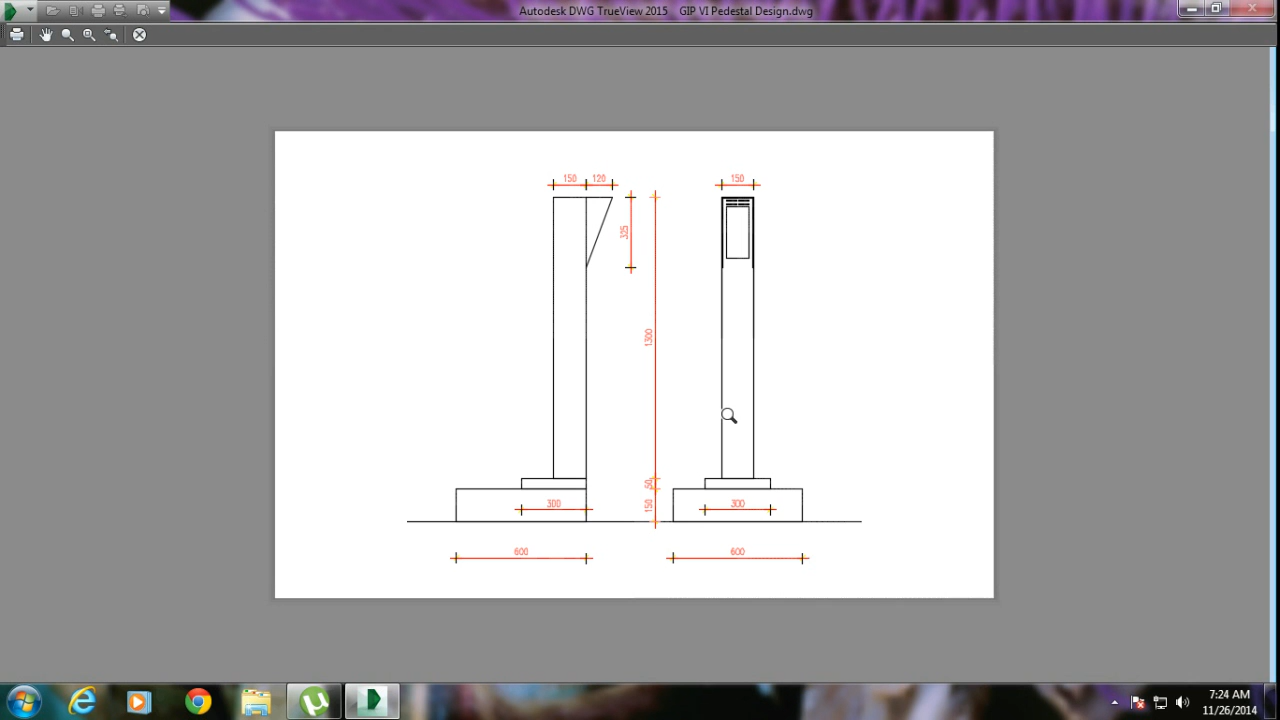 Autodesk DWG TrueView 2015 GIP VI Pedestal Design.dwg
150 120 150
325
1300
50
150
300 300
600 600
7:24 AM
11/26/2014